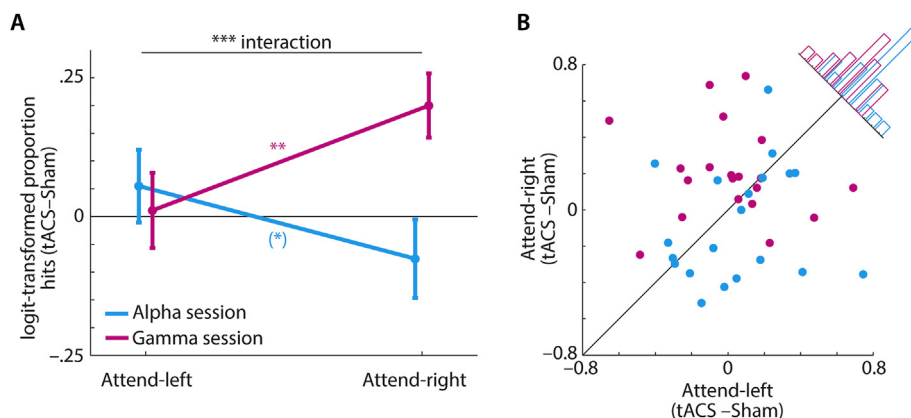 A
*** interaction
.25
**
0
(*)
Alpha session
Gamma session
−.25
Attend-left
Attend-right
logit-transformed proportion
hits (tACS−Sham)
B
0.8
0
−0.8
−0.8
0
0.8
Attend-right
(tACS −Sham)
Attend-left
(tACS −Sham)